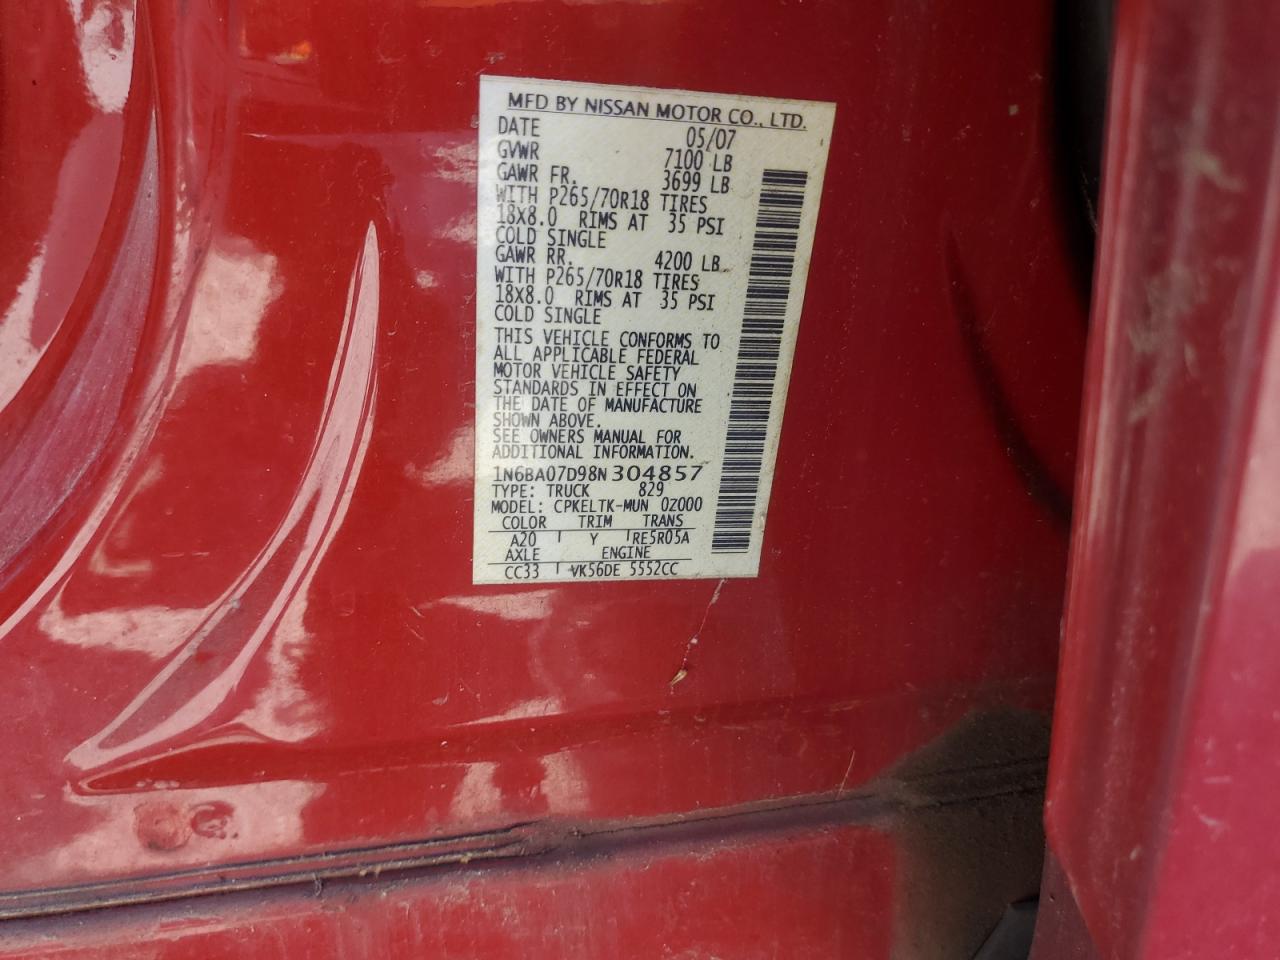 MFD BY NISSAN MOTOR CO., LTD.
DATE 05/07
GVWR 7100 LB
GAWR FR. 3699 LB
WITH P265/70R18 TIRES
18X8.0 RIMS AT 35 PSI
COLD SINGLE
GAWR RR. 4200 LB
WITH P265/70R18 TIRES
18X8.0 RIMS AT 35 PSI
COLD SINGLE
THIS VEHICLE CONFORMS TO
ALL APPLICABLE FEDERAL
MOTOR VEHICLE SAFETY
STANDARDS IN EFFECT ON
THE DATE OF MANUFACTURE
SHOWN ABOVE.
SEE OWNERS MANUAL FOR
ADDITIONAL INFORMATION.
1N6BA07D98N304857
TYPE: TRUCK 829
MODEL: CPKELTK-MUN 0Z000
COLOR TRIM TRANS
A20 Y RE5R05A
AXLE ENGINE
CC33 VK56DE 5552CC